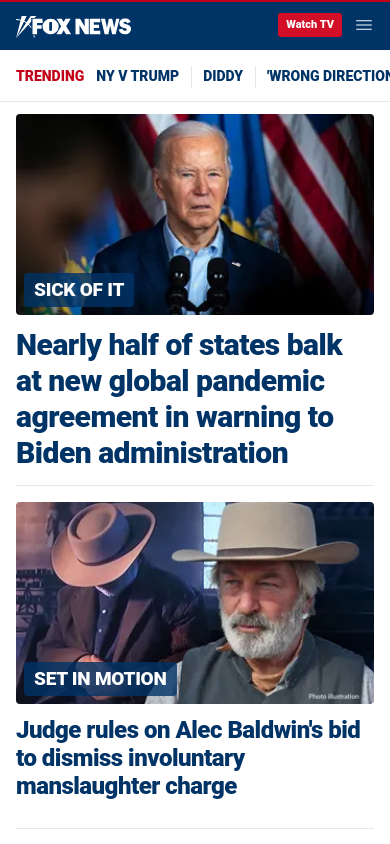 FOX NEWS
Watch TV
TRENDING NY V TRUMP DIDDY 'WRONG DIRECTION
SICK OF IT
Nearly half of states balk
at new global pandemic
agreement in warning to
Biden administration
SET IN MOTION
Photo illustration
Judge rules on Alec Baldwin's bid
to dismiss involuntary
manslaughter charge